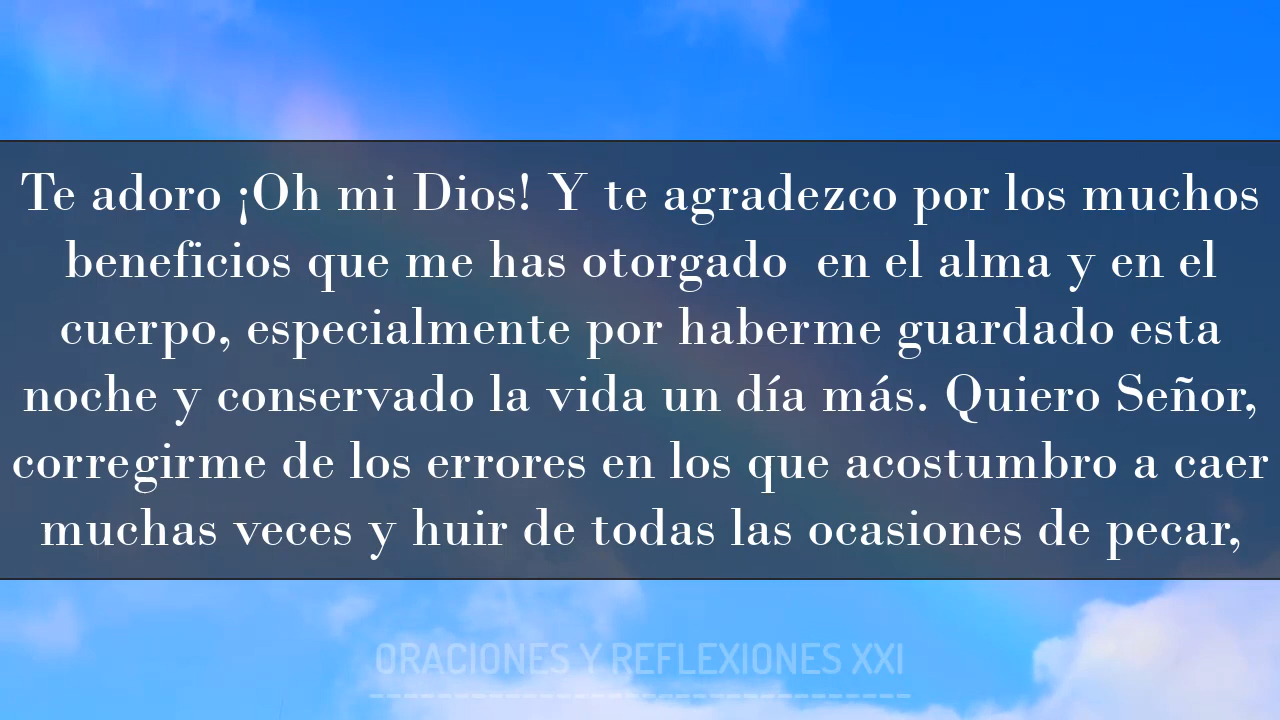 Te adoro ¡Oh mi Dios! Y te agradezco por los muchos
beneficios que me has otorgado  en el alma y en el
cuerpo, especialmente por haberme guardado esta
noche y conservado la vida un día más. Quiero Señor,
corregirme de los errores en los que acostumbro a caer
muchas veces y huir de todas las ocasiones de pecar,
ORACIONES Y REFLEXIONES XXI